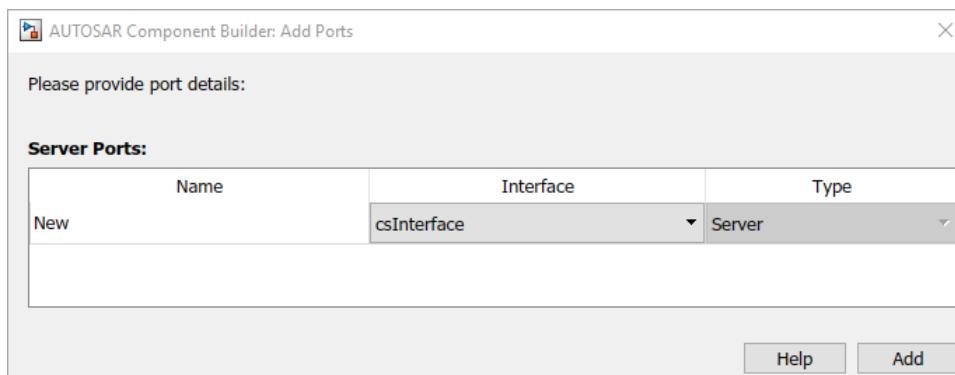 AUTOSAR Component Builder: Add Ports
Please provide port details:
Server Ports:
Name Interface Type
New csInterface Server
Help Add